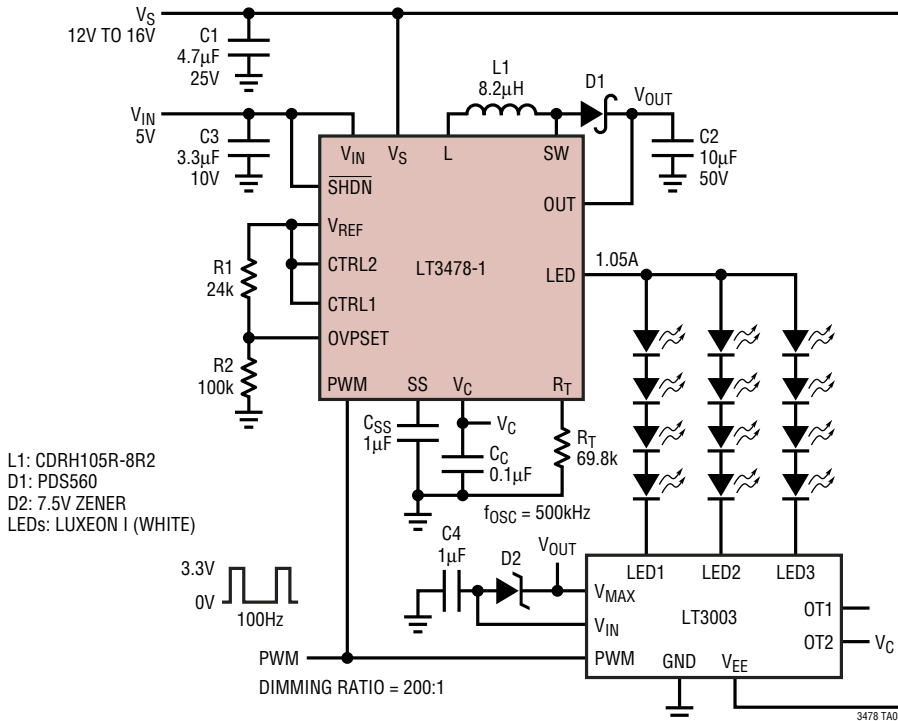 VS
12V TO 16V
C1
4.7µF
25V
L1
8.2µH
D1
VOUT
VIN
5V
C3
3.3µF
10V
C2
10µF
50V
VIN
VS
L
SW
SHDN
OUT
VREF
CTRL2
LT3478-1
LED
1.05A
R1
24k
CTRL1
OVPSET
R2
100k
PWM
SS
VC
RT
CSS
1µF
VC
CC
0.1µF
RT
69.8k
L1: CDRH105R-8R2
D1: PDS560
D2: 7.5V ZENER
LEDs: LUXEON I (WHITE)
fOSC = 500kHz
C4
1µF
D2
VOUT
3.3V
0V
100Hz
LED1
LED2
LED3
VMAX
LT3003
OT1
VIN
OT2
VC
PWM
PWM
GND
VEE
DIMMING RATIO = 200:1